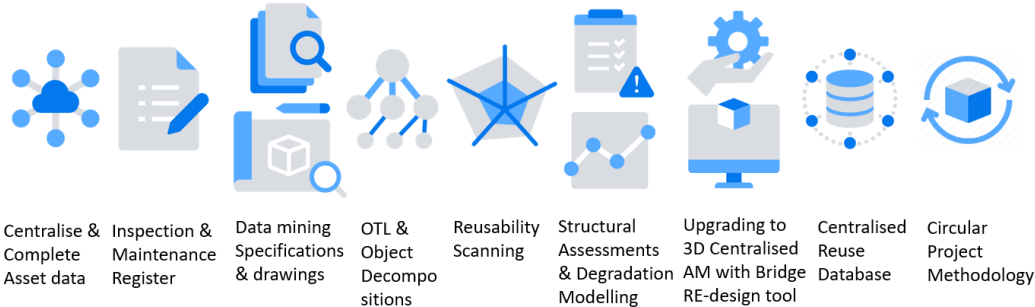 Centralise &
Complete
Asset data
Inspection &
Maintenance
Register
Data mining
Specifications
& drawings
OTL &
Object
Decompo
sitions
Reusability
Scanning
Structural
Assessments
& Degradation
Modelling
Upgrading to
3D Centralised
AM with Bridge
RE-design tool
Centralised
Reuse
Database
Circular
Project
Methodology